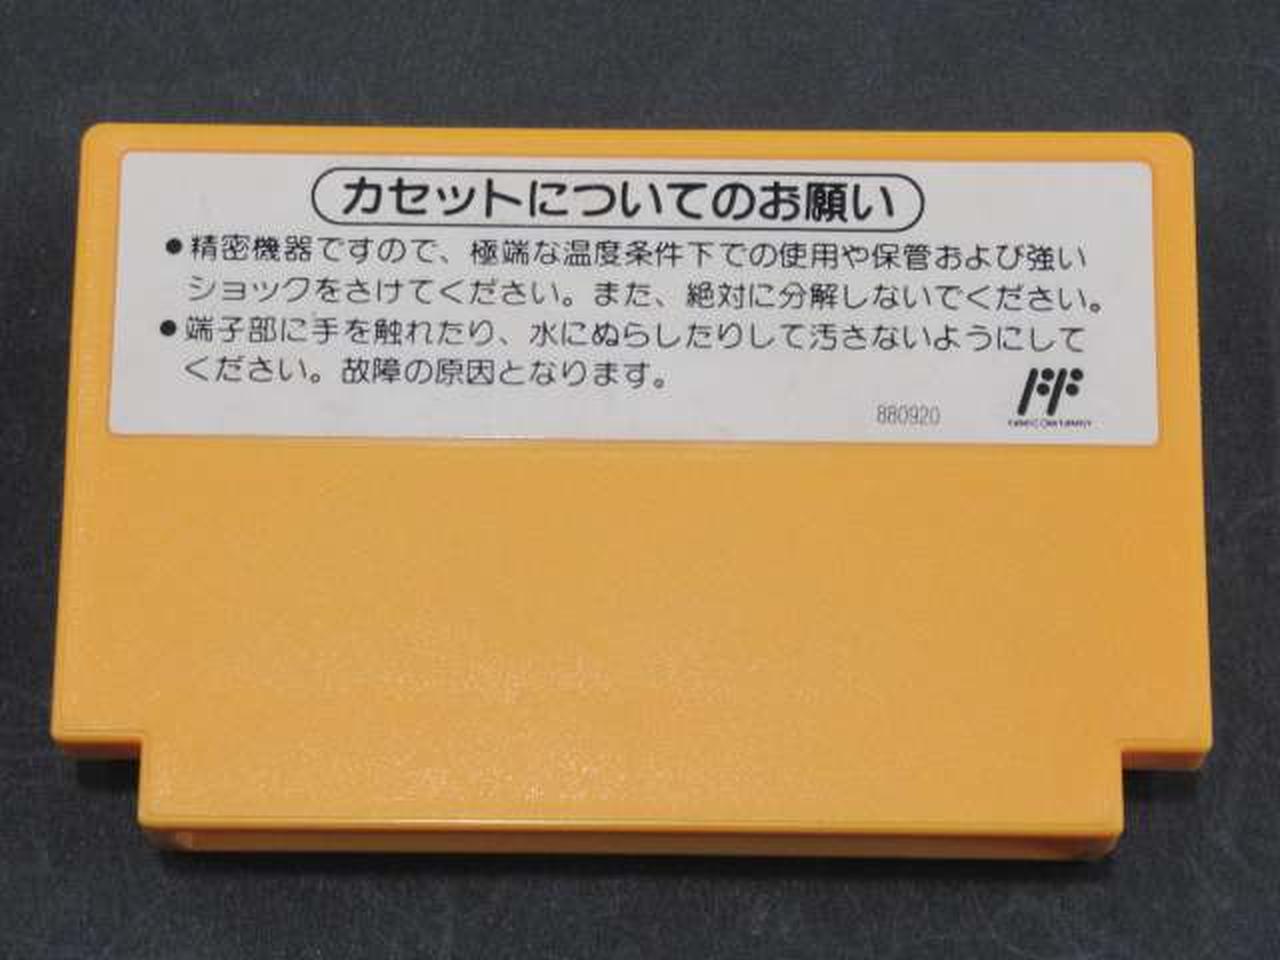 カセットについてのお願い
●精密機器ですので、極端な温度条件下での使用や保管および強い
ショックをさけてください。また、絶対に分解しないでください。
●端子部に手を触れたり、水にぬらしたりして汚さないようにして
ください。故障の原因となります。
880920
FF
FAMICOM FAMILY